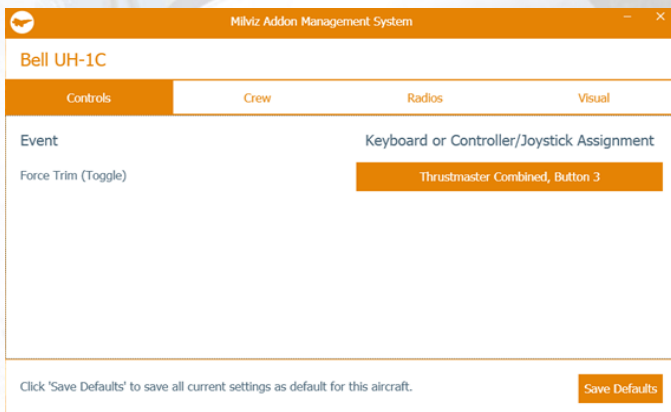 Milviz Addon Management System
Bell UH-1C
Controls Crew Radios Visual
Event Keyboard or Controller/Joystick Assignment
Force Trim (Toggle) Thrustmaster Combined, Button 3
Click 'Save Defaults' to save all current settings as default for this aircraft. Save Defaults